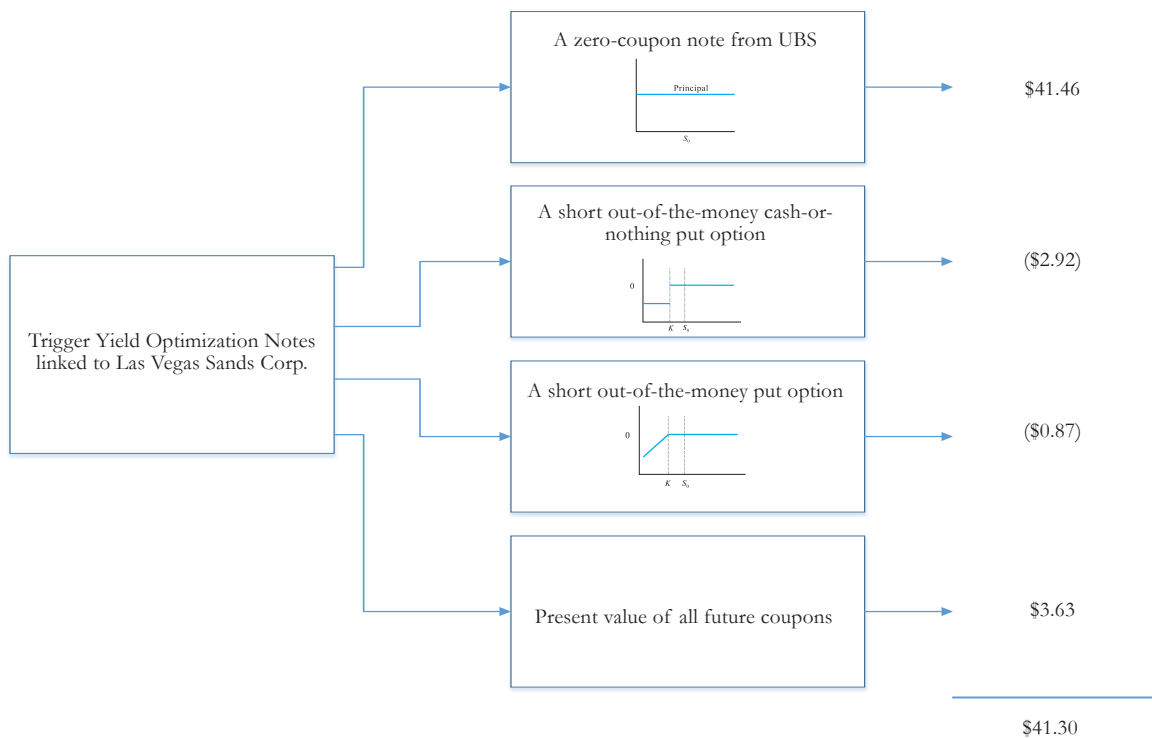 A zero-coupon note from UBS
Principal
S₀
$41.46
A short out-of-the-money cash-or-
nothing put option
0
K S₀
($2.92)
Trigger Yield Optimization Notes
linked to Las Vegas Sands Corp.
A short out-of-the-money put option
0
K S₀
($0.87)
Present value of all future coupons
$3.63
$41.30